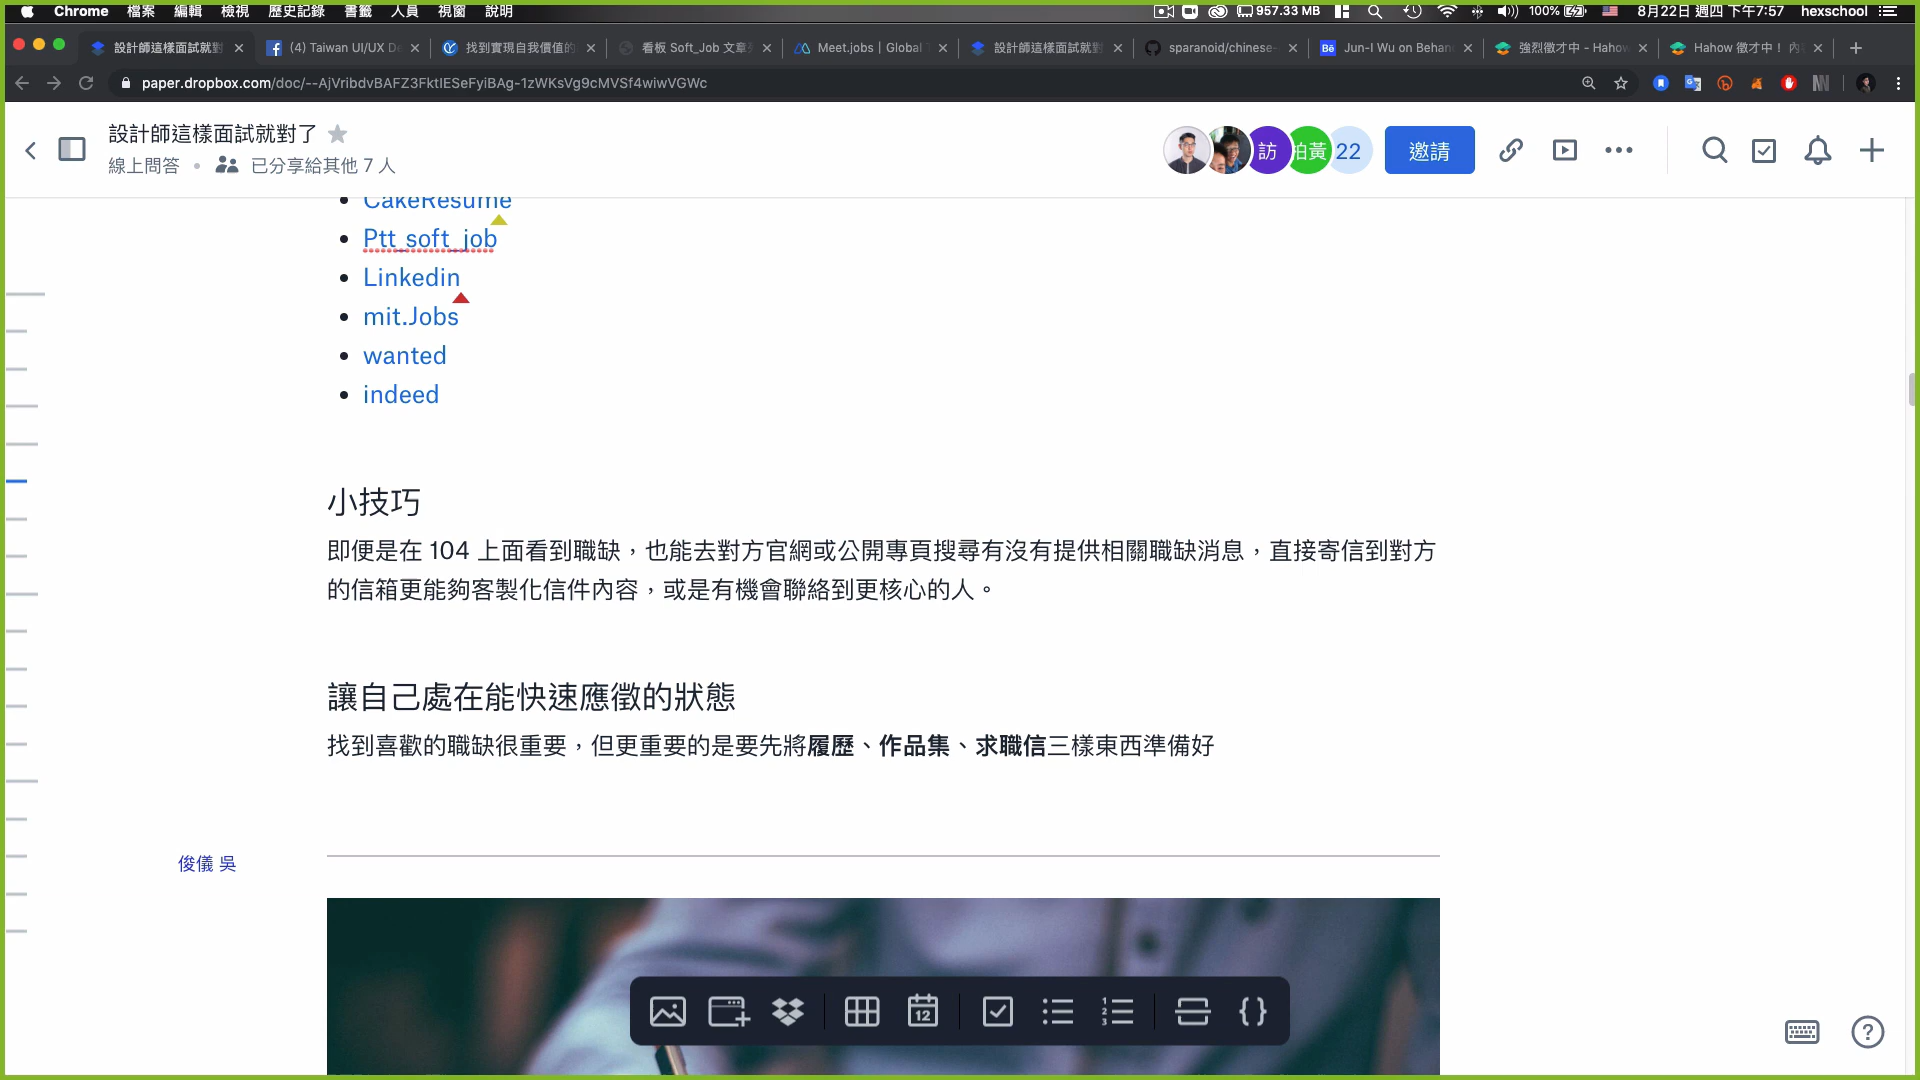 Chrome 檔案 編輯 檢視 歷史記錄 書籤 人員 視窗 說明 957.33 MB 100% 8月22日 週四 下午7:57 hexschool
設計師這樣面試就對 (4) Taiwan UI/UX De 找到實現自我價值的 看板 Soft_Job 文章列 Meet.jobs | Global T 設計師這樣面試就對 sparanoid/chinese- Jun-I Wu on Behan 強烈徵才中 - Hahow Hahow 徵才中！ 內
paper.dropbox.com/doc/--AjVribdvBAFZ3FktIESeFyiBAg-1zWKsVg9cMVSf4wiwVGWc
設計師這樣面試就對了
線上問答 • 已分享給其他 7 人
訪 柏黃 22 邀請
CakeResume
Ptt soft_job
Linkedin
mit.Jobs
wanted
indeed
小技巧
即便是在 104 上面看到職缺，也能去對方官網或公開專頁搜尋有沒有提供相關職缺消息，直接寄信到對方
的信箱更能夠客製化信件內容，或是有機會聯絡到更核心的人。
讓自己處在能快速應徵的狀態
找到喜歡的職缺很重要，但更重要的是要先將履歷、作品集、求職信三樣東西準備好
俊儀 吳
12